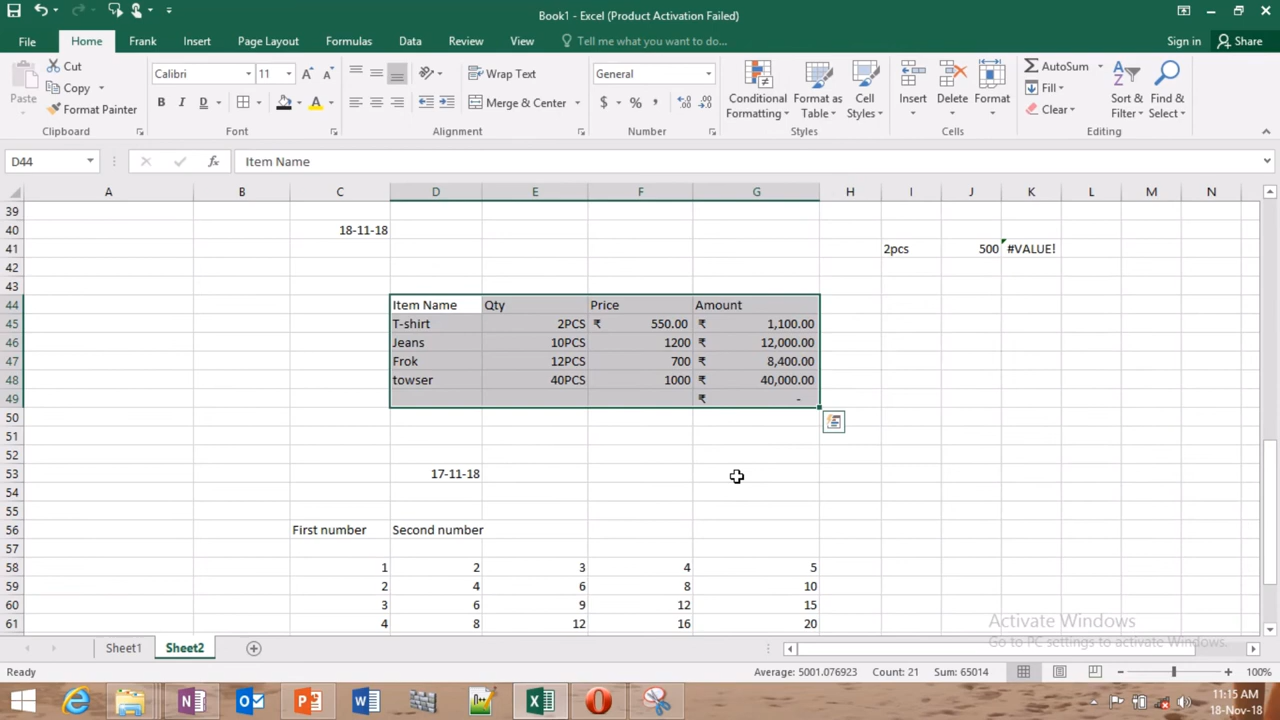 Book1 - Excel (Product Activation Failed)
File Home Frank Insert Page Layout Formulas Data Review View Tell me what you want to do... Sign in Share
Paste Cut Copy Format Painter Clipboard
Calibri 11 B I D A A A Font
Wrap Text Merge & Center Alignment
General $ % , Number
Conditional Formatting Format as Table Cell Styles Styles
Insert Delete Format Cells
AutoSum Fill Clear Sort & Filter Find & Select Editing
D44 fx Item Name
A B C D E F G H I J K L M N
39
40 18-11-18
41 2pcs 500 #VALUE!
42
43
44 Item Name Qty Price Amount
45 T-shirt 2PCS ₹ 550.00 ₹ 1,100.00
46 Jeans 10PCS 1200 ₹ 12,000.00
47 Frok 12PCS 700 ₹ 8,400.00
48 towser 40PCS 1000 ₹ 40,000.00
49 ₹ -
50
51
52
53 17-11-18
54
55
56 First number Second number
57
58 1 2 3 4 5
59 2 4 6 8 10
60 3 6 9 12 15
61 4 8 12 16 20
Activate Windows
Go to PC settings to activate Windows.
Sheet1 Sheet2
Ready Average: 5001.076923 Count: 21 Sum: 65014 100%
11:15 AM
18-Nov-18